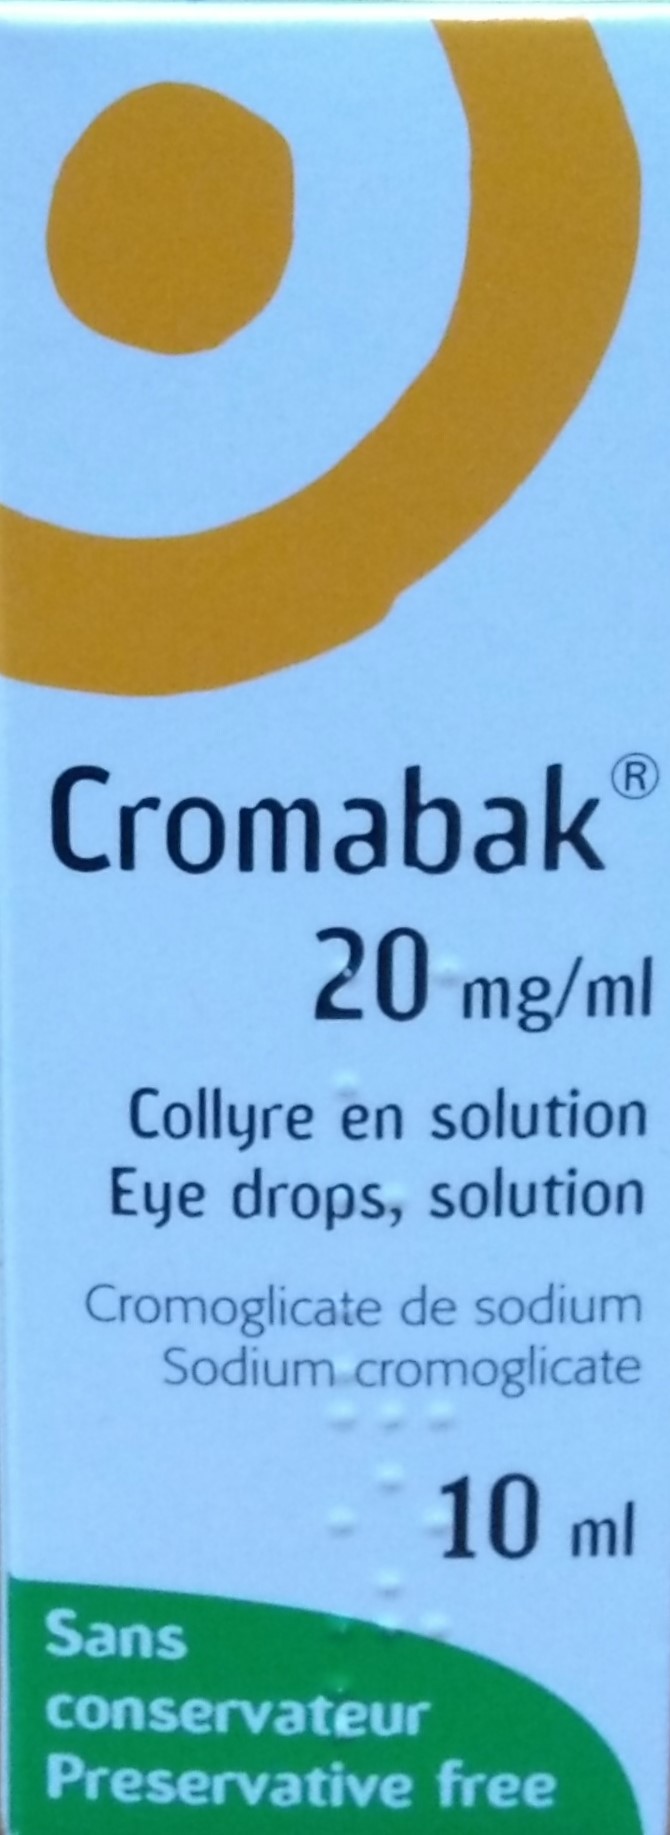 Cromabak®
20 mg/ml
Collyre en solution
Eye drops, solution
Cromoglicate de sodium
Sodium cromoglicate
10 ml
Sans
conservateur
Preservative free